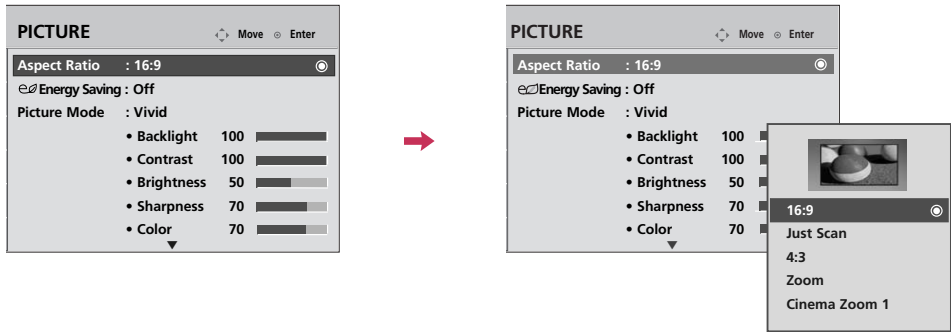 PICTURE Move Enter
Aspect Ratio : 16:9
Energy Saving : Off
Picture Mode : Vivid
• Backlight 100
• Contrast 100
• Brightness 50
• Sharpness 70
• Color 70
PICTURE Move Enter
Aspect Ratio : 16:9
Energy Saving : Off
Picture Mode : Vivid
• Backlight 100
• Contrast 100
• Brightness 50
• Sharpness 70
• Color 70
16:9
Just Scan
4:3
Zoom
Cinema Zoom 1